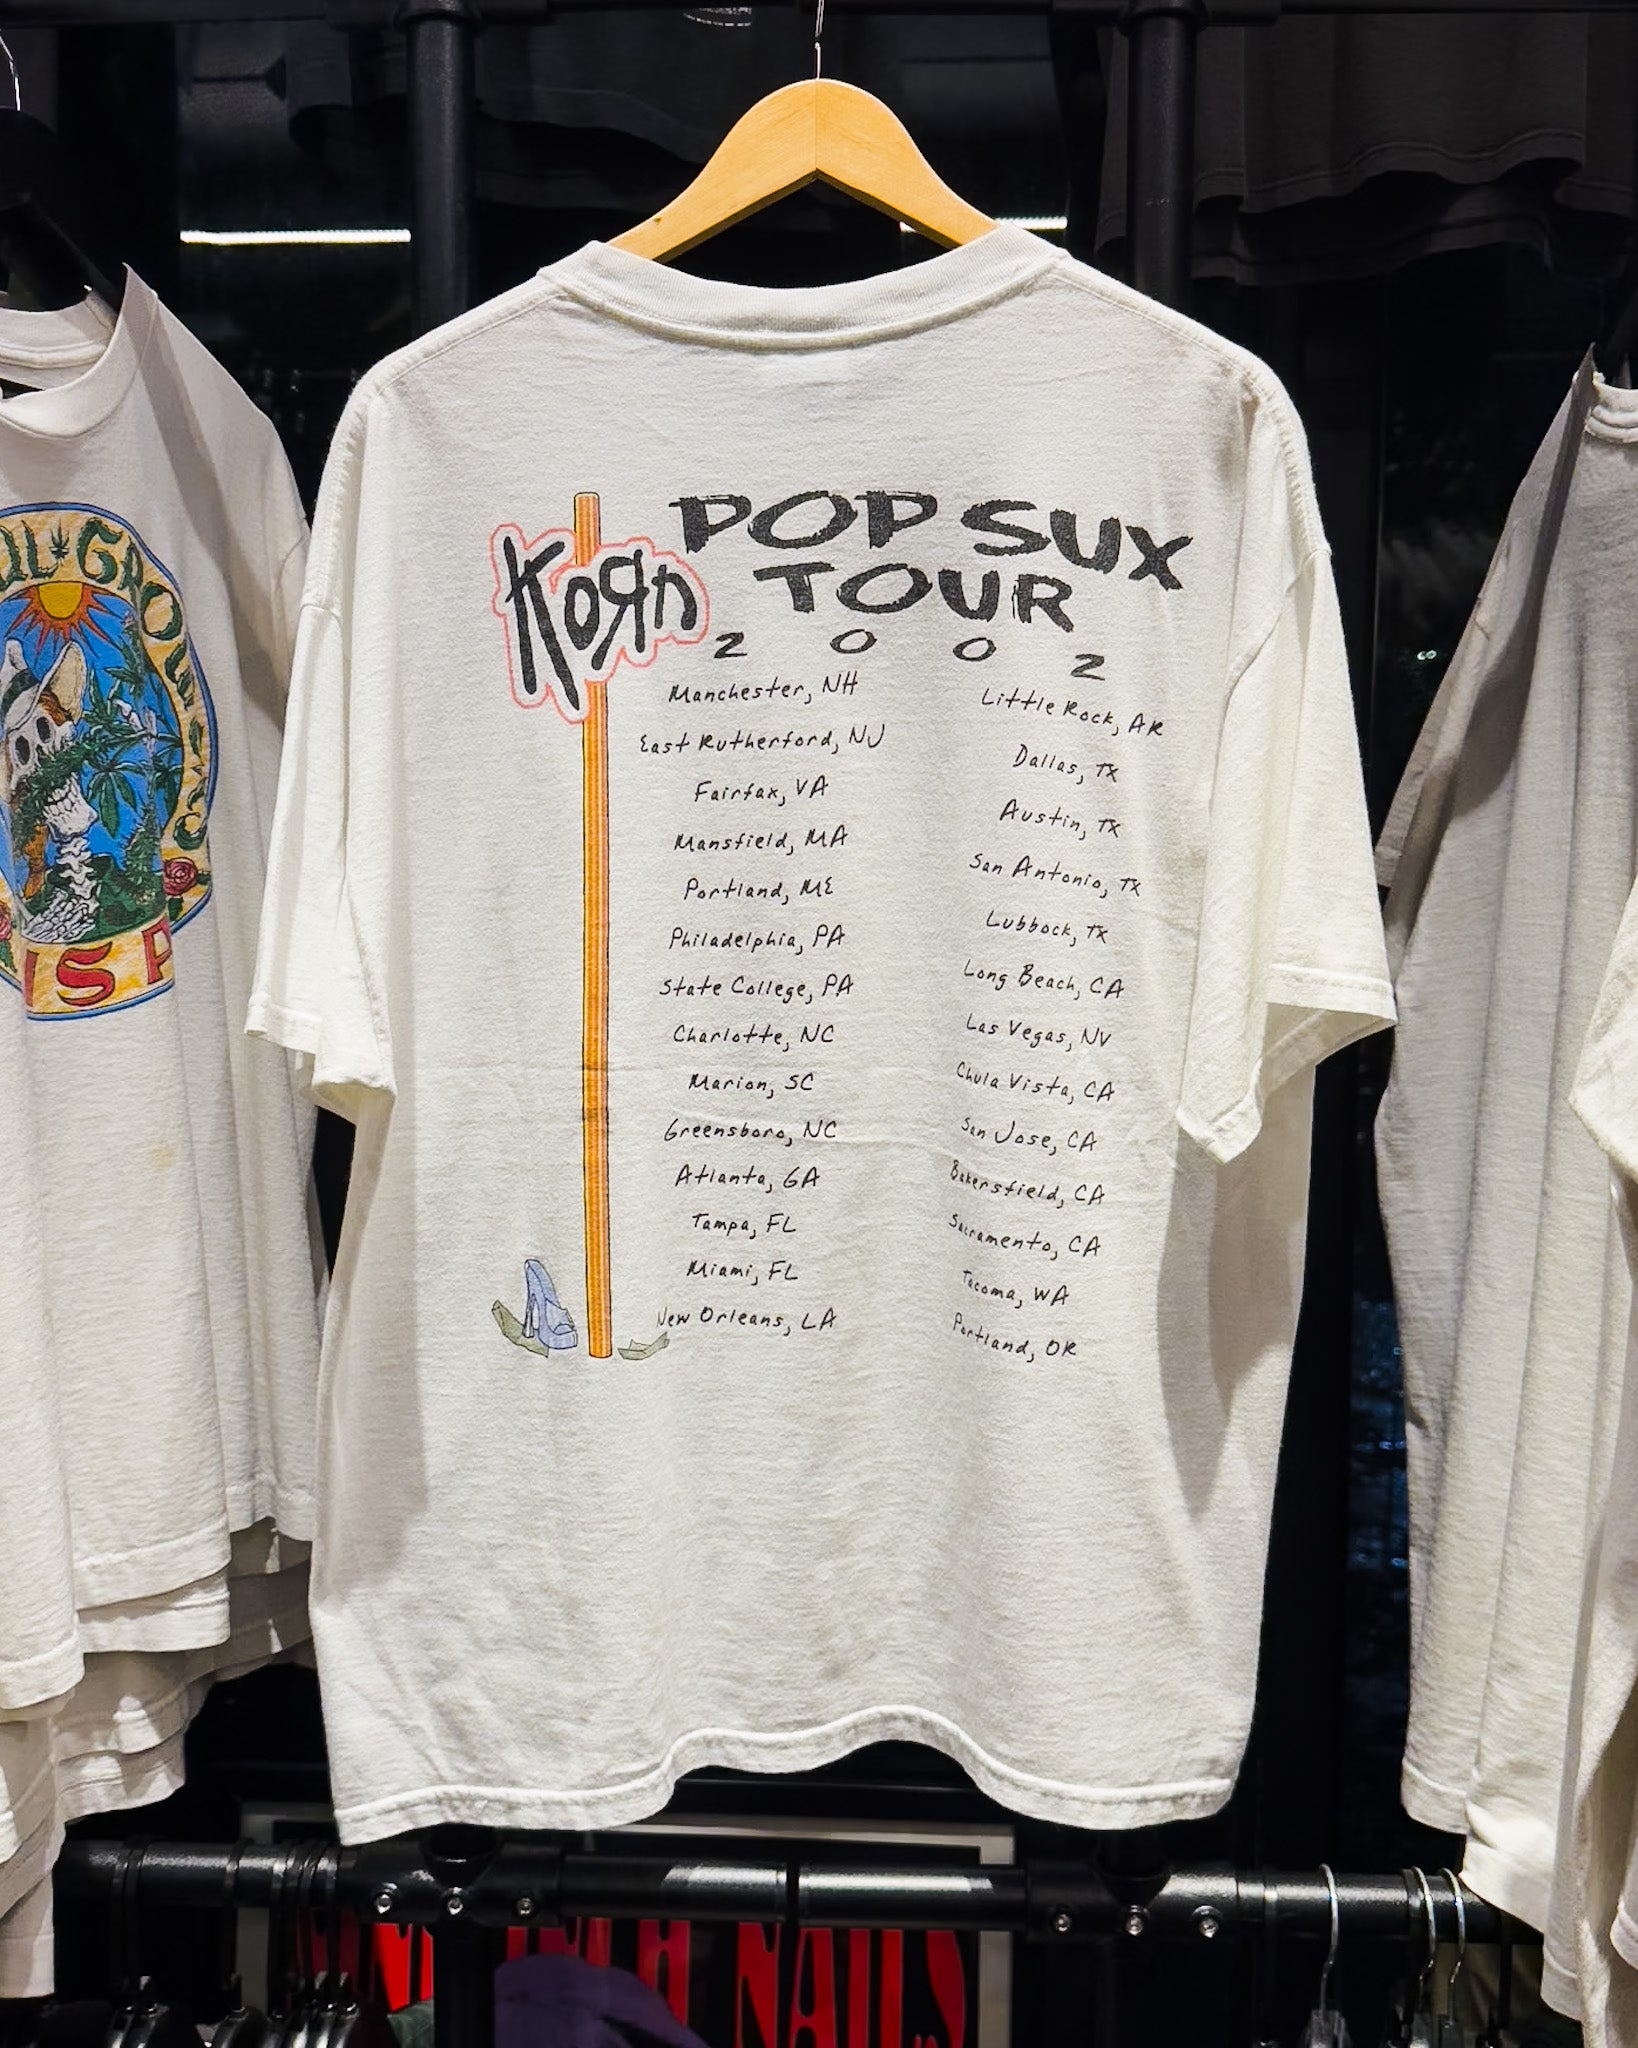 KoЯn
POP SUX
TOUR
2002
Manchester, NH
East Rutherford, NJ
Fairfax, VA
Mansfield, MA
Portland, ME
Philadelphia, PA
State College, PA
Charlotte, NC
Marion, SC
Greensboro, NC
Atlanta, GA
Tampa, FL
Miami, FL
New Orleans, LA
Little Rock, AR
Dallas, TX
Austin, TX
San Antonio, TX
Lubbock, TX
Long Beach, CA
Las Vegas, NV
Chula Vista, CA
San Jose, CA
Bakersfield, CA
Sacramento, CA
Tacoma, WA
Portland, OR
NAILS